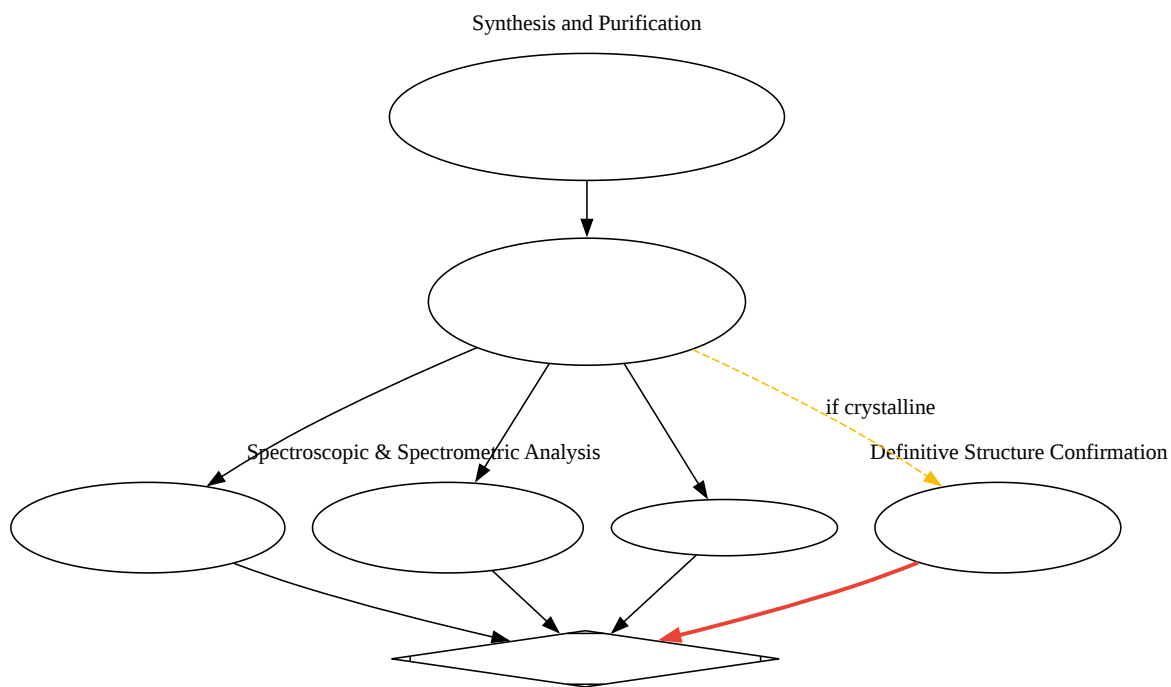 Synthesis and Purification
if crystalline
Spectroscopic & Spectrometric Analysis
Definitive Structure Confirmation